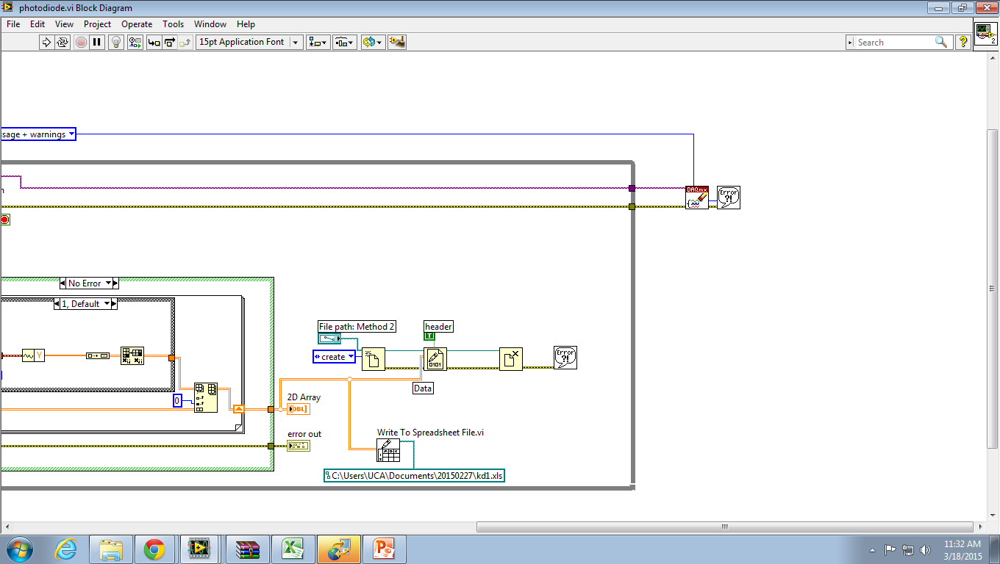 photodiode.vi Block Diagram
File Edit View Project Operate Tools Window Help
15pt Application Font
Search
?
2
sage + warnings
n
DAQmx
Error
?!
No Error
1, Default
File path: Method 2
header
T
create
Y
0101
Error
?!
Data
0
2D Array
DBL]
error out
Write To Spreadsheet File.vi
C:\Users\UCA\Documents\20150227\kd1.xls
11:32 AM
3/18/2015